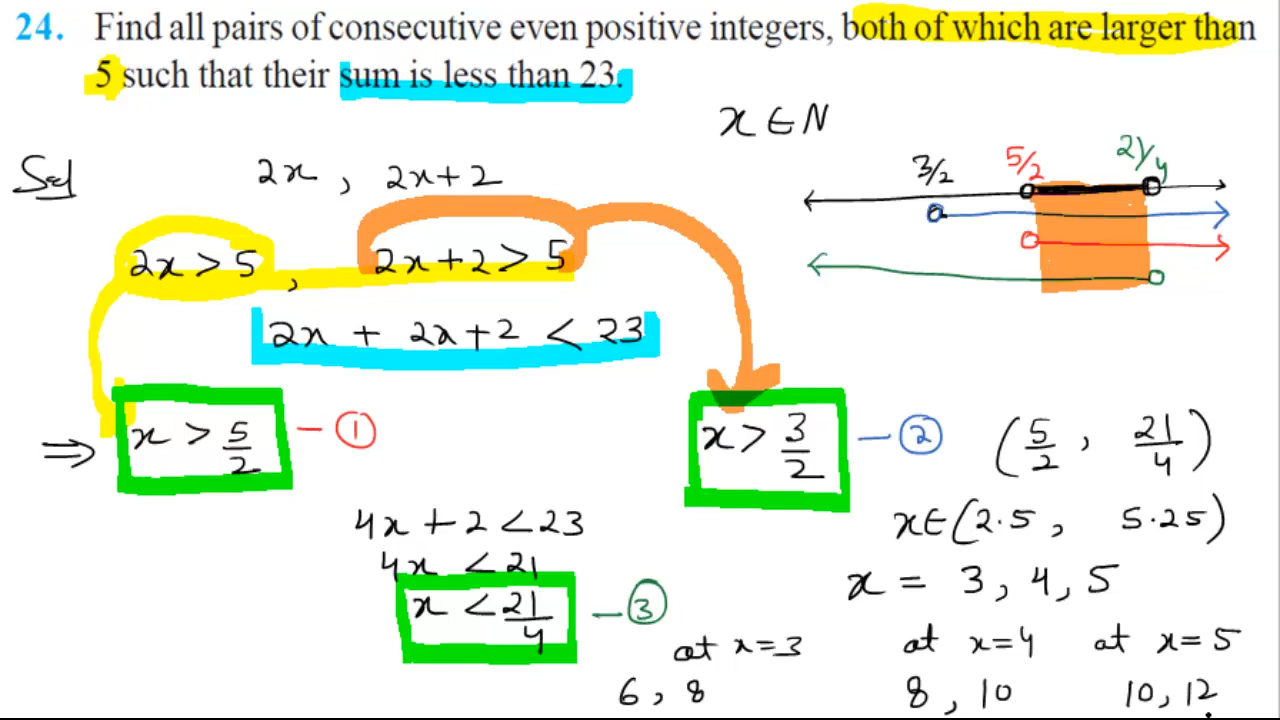 24. Find all pairs of consecutive even positive integers, both of which are larger than
5 such that their sum is less than 23.
x ∈ N
Sol 2x , 2x+2
3/2 5/2 21/4
2x > 5 , 2x+2 > 5
2x + 2x+2 < 23
⇒ x > 5/2 — ①
x > 3/2 — ②
(5/2 , 21/4)
4x + 2 < 23
x ∈ (2.5 , 5.25)
4x < 21
x = 3, 4, 5
x < 21/4 — ③
at x=3 at x=4 at x=5
6, 8 8, 10 10, 12